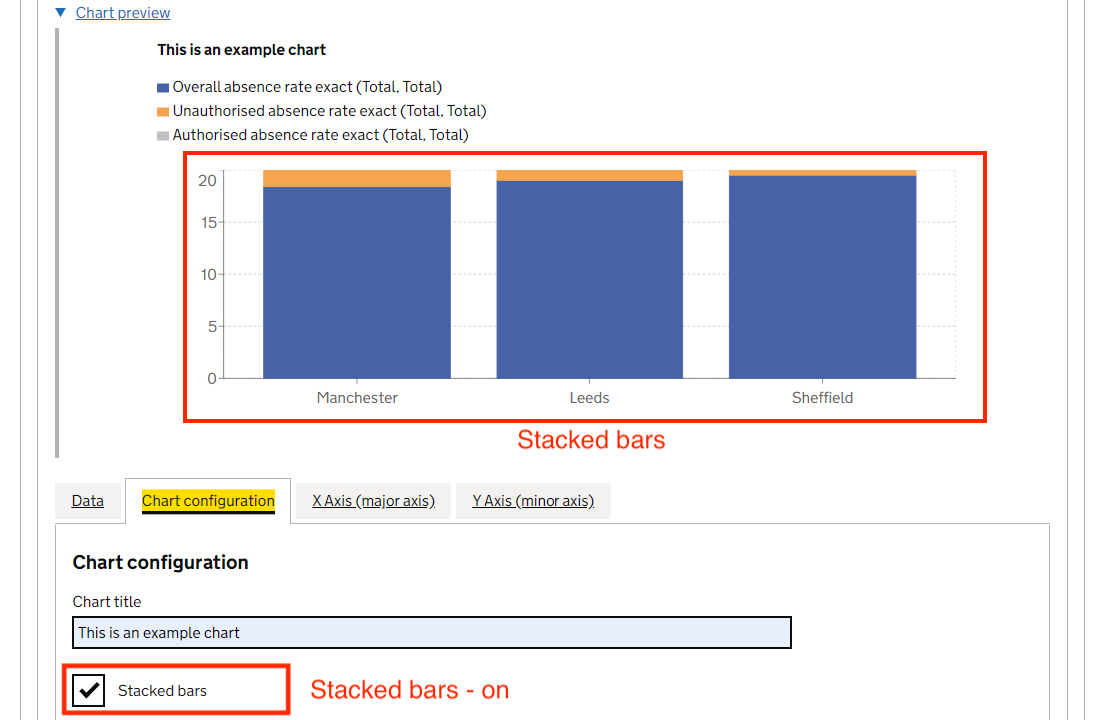 Chart preview
This is an example chart
Overall absence rate exact (Total, Total)
Unauthorised absence rate exact (Total, Total)
Authorised absence rate exact (Total, Total)
20
15
10
5
0
Manchester Leeds Sheffield
Stacked bars
Data Chart configuration X Axis (major axis) Y Axis (minor axis)
Chart configuration
Chart title
This is an example chart
Stacked bars Stacked bars - on